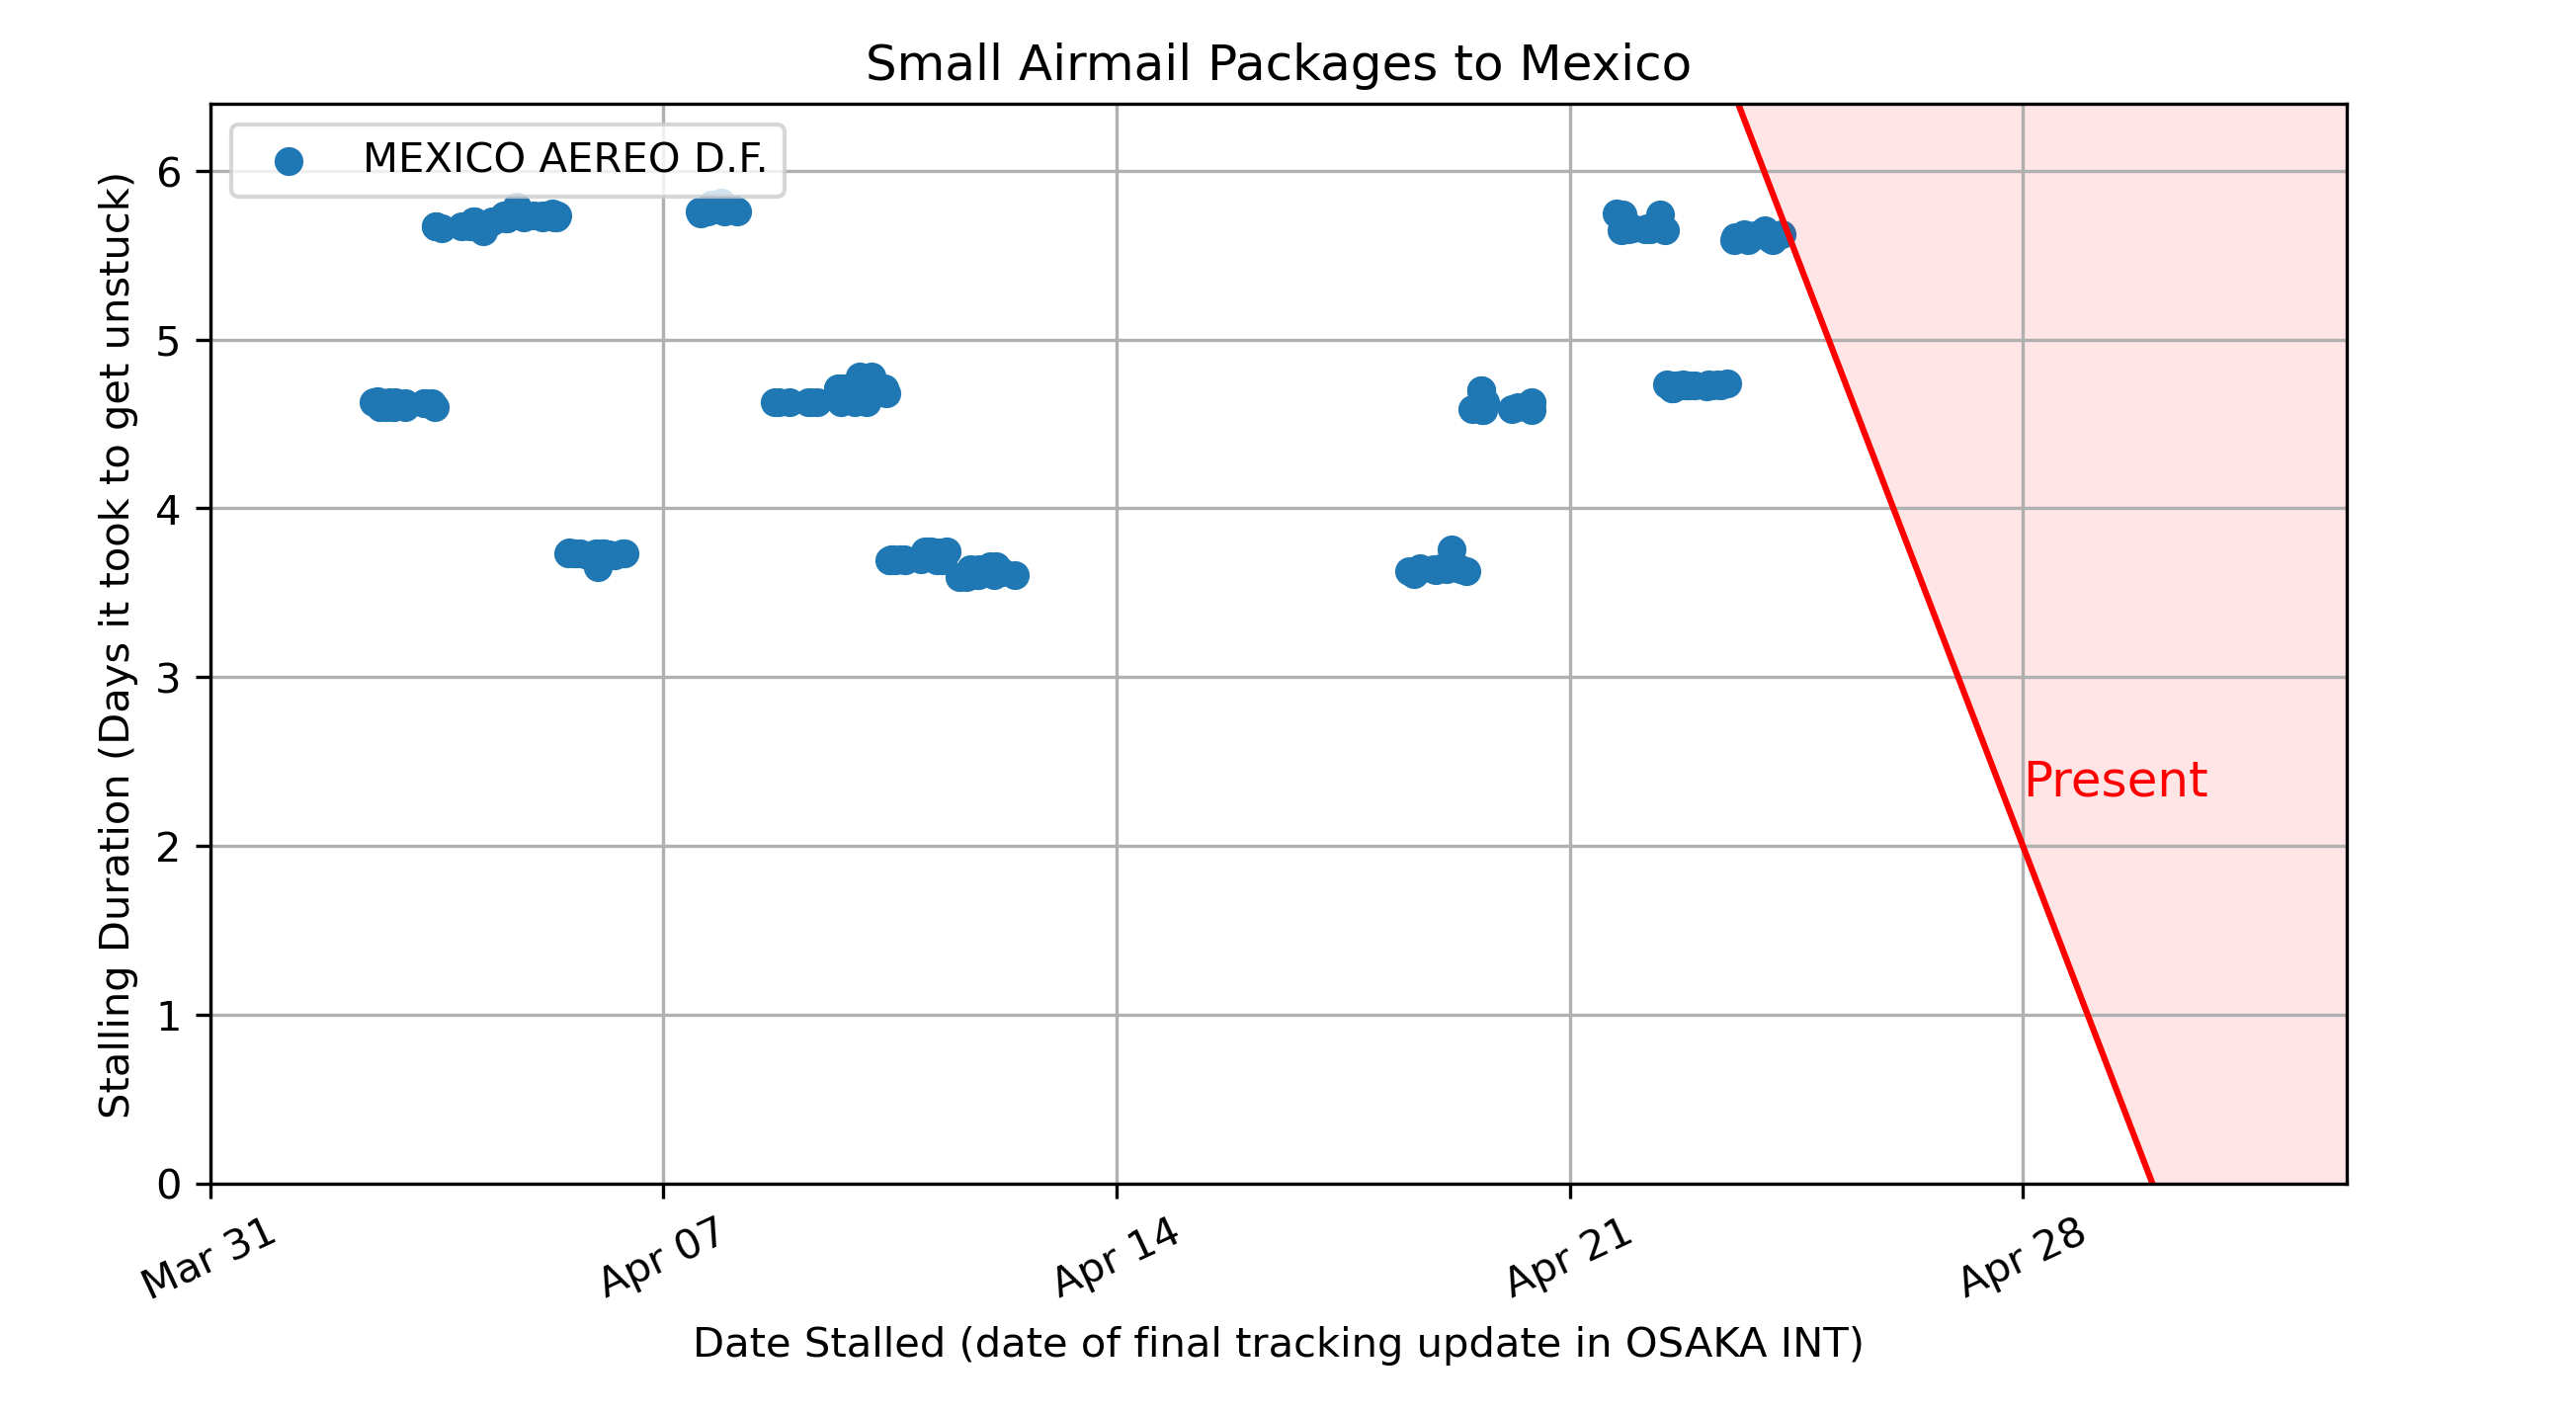 Small Airmail Packages to Mexico
MEXICO AEREO D.F.
Stalling Duration (Days it took to get unstuck)
6
5
4
3
2
1
0
Present
Mar 31
Apr 07
Apr 14
Apr 21
Apr 28
Date Stalled (date of final tracking update in OSAKA INT)